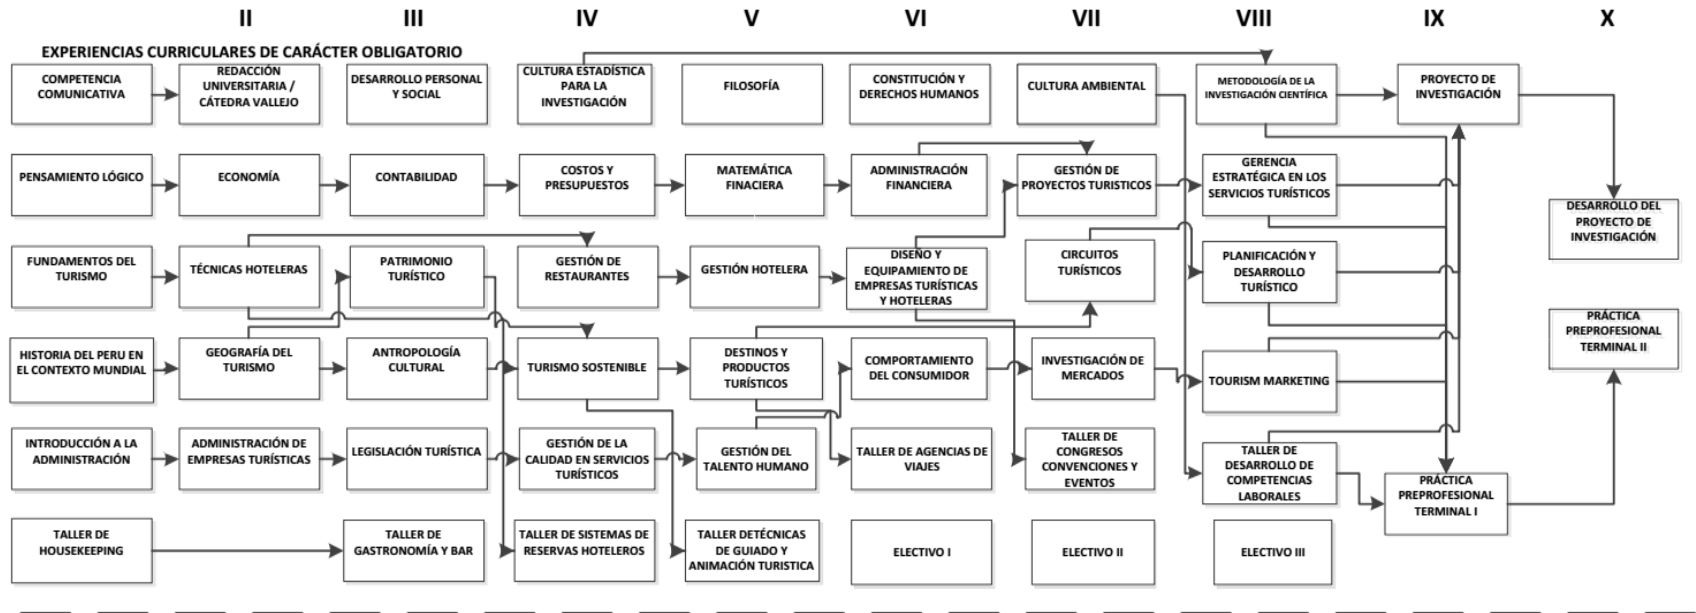 II III IV V VI VII VIII IX X
EXPERIENCIAS CURRICULARES DE CARÁCTER OBLIGATORIO
COMPETENCIA
COMUNICATIVA
REDACCIÓN
UNIVERSITARIA /
CÁTEDRA VALLEJO
DESARROLLO PERSONAL
Y SOCIAL
CULTURA ESTADÍSTICA
PARA LA
INVESTIGACIÓN
FILOSOFÍA
CONSTITUCIÓN Y
DERECHOS HUMANOS
CULTURA AMBIENTAL
METODOLOGÍA DE LA
INVESTIGACIÓN CIENTÍFICA
PROYECTO DE
INVESTIGACIÓN
PENSAMIENTO LÓGICO
ECONOMÍA
CONTABILIDAD
COSTOS Y
PRESUPUESTOS
MATEMÁTICA
FINACIERA
ADMINISTRACIÓN
FINANCIERA
GESTIÓN DE
PROYECTOS TURISTICOS
GERENCIA
ESTRATÉGICA EN LOS
SERVICIOS TURÍSTICOS
DESARROLLO DEL
PROYECTO DE
INVESTIGACIÓN
FUNDAMENTOS DEL
TURISMO
TÉCNICAS HOTELERAS
PATRIMONIO
TURÍSTICO
GESTIÓN DE
RESTAURANTES
GESTIÓN HOTELERA
DISEÑO Y
EQUIPAMIENTO DE
EMPRESAS TURÍSTICAS
Y HOTELERAS
CIRCUITOS
TURÍSTICOS
PLANIFICACIÓN Y
DESARROLLO
TURÍSTICO
PRÁCTICA
PREPROFESIONAL
TERMINAL II
HISTORIA DEL PERU EN
EL CONTEXTO MUNDIAL
GEOGRAFÍA DEL
TURISMO
ANTROPOLOGÍA
CULTURAL
TURISMO SOSTENIBLE
DESTINOS Y
PRODUCTOS
TURÍSTICOS
COMPORTAMIENTO
DEL CONSUMIDOR
INVESTIGACIÓN DE
MERCADOS
TOURISM MARKETING
INTRODUCCIÓN A LA
ADMINISTRACIÓN
ADMINISTRACIÓN DE
EMPRESAS TURÍSTICAS
LEGISLACIÓN TURÍSTICA
GESTIÓN DE LA
CALIDAD EN SERVICIOS
TURÍSTICOS
GESTIÓN DEL
TALENTO HUMANO
TALLER DE AGENCIAS DE
VIAJES
TALLER DE
CONGRESOS
CONVENCIONES Y
EVENTOS
TALLER DE
DESARROLLO DE
COMPETENCIAS
LABORALES
PRÁCTICA
PREPROFESIONAL
TERMINAL I
TALLER DE
HOUSEKEEPING
TALLER DE
GASTRONOMÍA Y BAR
TALLER DE SISTEMAS DE
RESERVAS HOTELEROS
TALLER DETÉCNICAS
DE GUIADO Y
ANIMACIÓN TURISTICA
ELECTIVO I
ELECTIVO II
ELECTIVO III